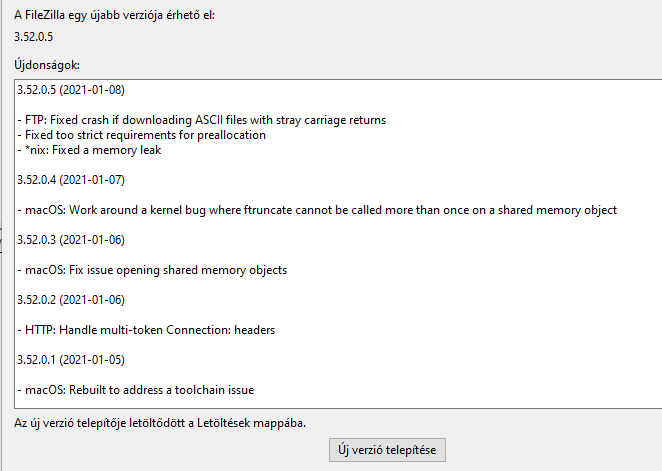 A FileZilla egy újabb verziója érhető el:
3.52.0.5
Újdonságok:
3.52.0.5 (2021-01-08)
- FTP: Fixed crash if downloading ASCII files with stray carriage returns
- Fixed too strict requirements for preallocation
- *nix: Fixed a memory leak
3.52.0.4 (2021-01-07)
- macOS: Work around a kernel bug where ftruncate cannot be called more than once on a shared memory object
3.52.0.3 (2021-01-06)
- macOS: Fix issue opening shared memory objects
3.52.0.2 (2021-01-06)
- HTTP: Handle multi-token Connection: headers
3.52.0.1 (2021-01-05)
- macOS: Rebuilt to address a toolchain issue
Az új verzió telepítője letöltődött a Letöltések mappába.
Új verzió telepítése